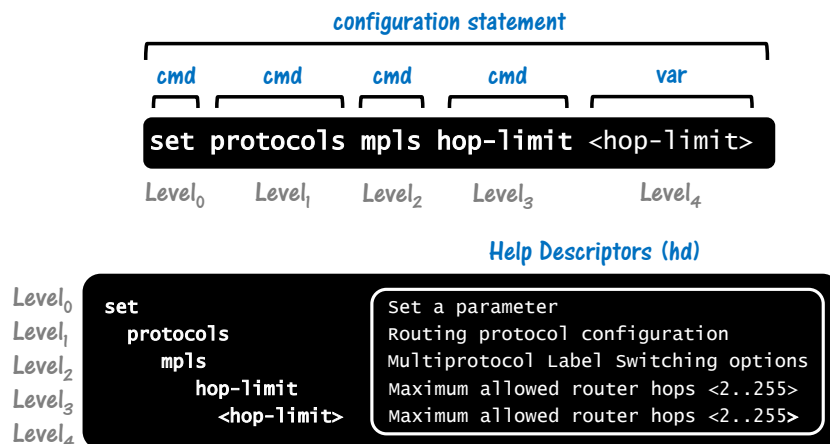 configuration statement
cmd cmd cmd cmd var
set protocols mpls hop-limit <hop-limit>
Level0 Level1 Level2 Level3 Level4
Help Descriptors (hd)
Level0 set Set a parameter
Level1 protocols Routing protocol configuration
Level2 mpls Multiprotocol Label Switching options
Level3 hop-limit Maximum allowed router hops <2..255>
Level4 <hop-limit> Maximum allowed router hops <2..255>